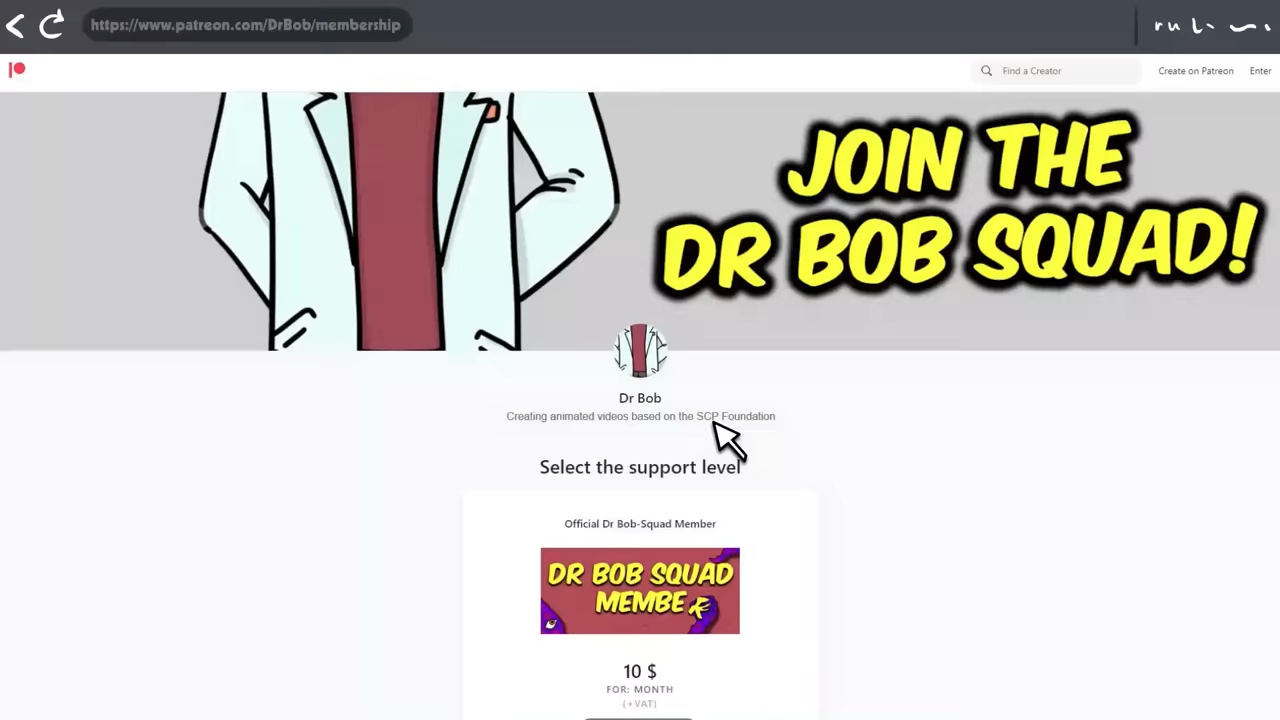 https://www.patreon.com/DrBob/membership
Find a Creator
Create on Patreon
Enter
JOIN THE
DR BOB SQUAD!
Dr Bob
Creating animated videos based on the SCP Foundation
Select the support level
Official Dr Bob-Squad Member
DR BOB SQUAD
MEMBER
10 $
FOR: MONTH
(+VAT)